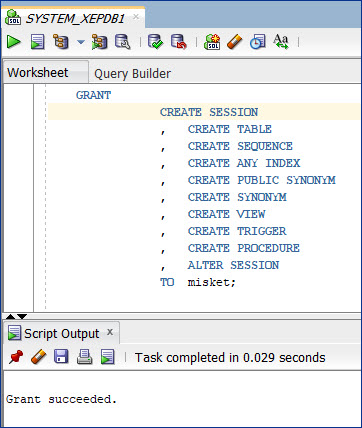 SYSTEM_XEPDB1
SQL
Aa
Worksheet Query Builder
GRANT
CREATE SESSION
, CREATE TABLE
, CREATE SEQUENCE
, CREATE ANY INDEX
, CREATE PUBLIC SYNONYM
, CREATE SYNONYM
, CREATE VIEW
, CREATE TRIGGER
, CREATE PROCEDURE
, ALTER SESSION
TO misket;
Script Output x
Task completed in 0.029 seconds
Grant succeeded.